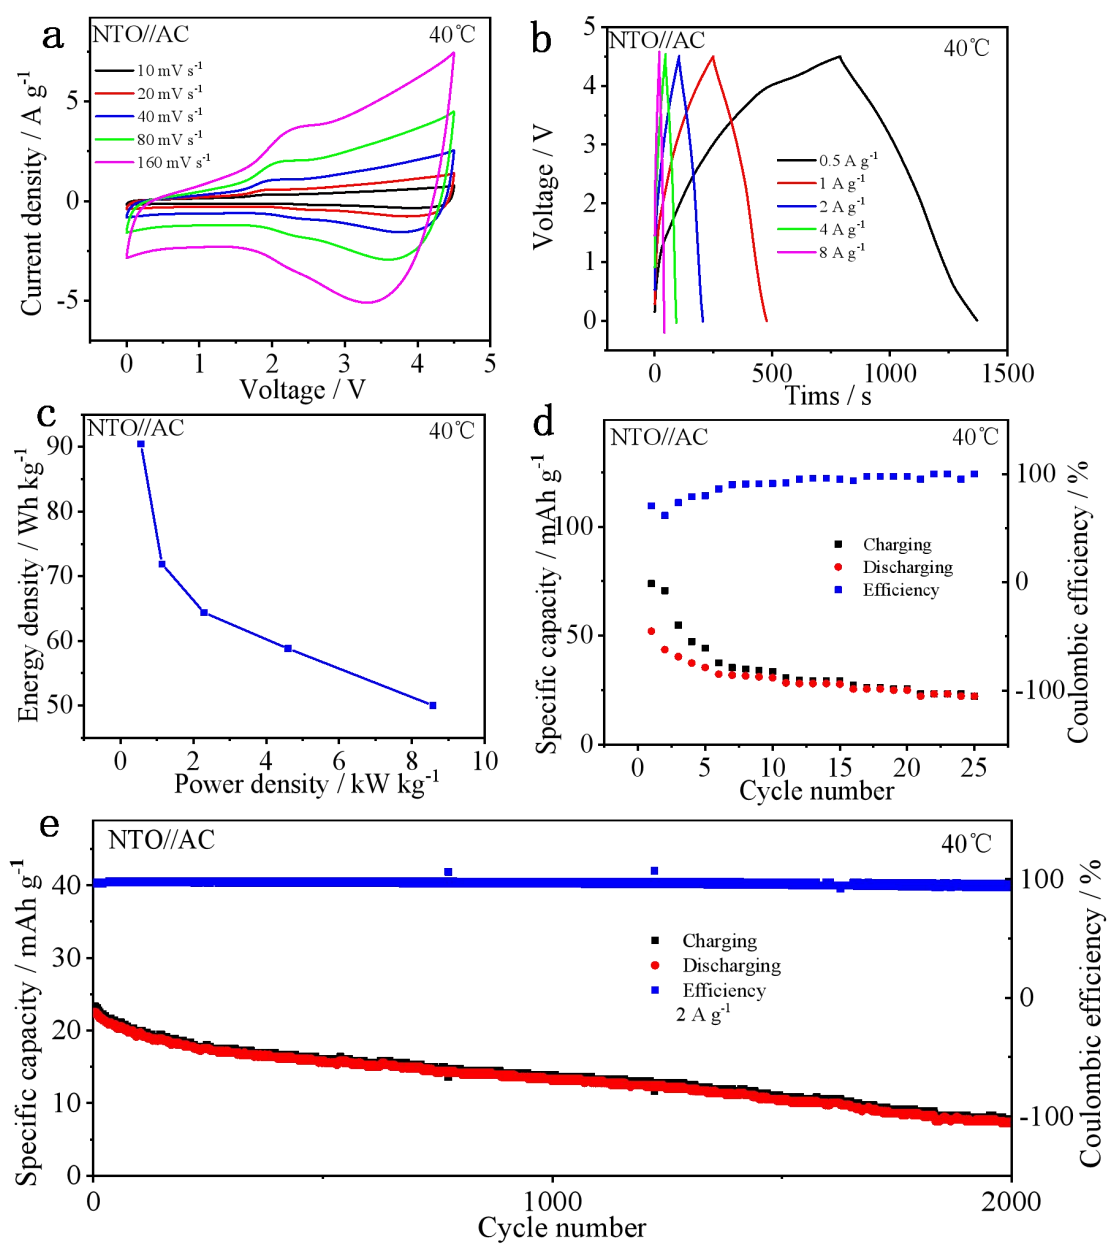 a
NTO//AC 40℃
10 mV s-1
20 mV s-1
40 mV s-1
80 mV s-1
160 mV s-1
Current density / A g-1
5
0
-5
0 1 2 3 4 5
Voltage / V
b
NTO//AC 40℃
0.5 A g-1
1 A g-1
2 A g-1
4 A g-1
8 A g-1
Voltage / V
5
4
3
2
1
0
0 500 1000 1500
Tims / s
c
NTO//AC 40℃
Energy density / Wh kg-1
90
80
70
60
50
0 2 4 6 8 10
Power density / kW kg-1
d
NTO//AC 40℃
Charging
Discharging
Efficiency
Specific capacity / mAh g-1
100
50
0
100
0
-100
Coulombic efficiency / %
0 5 10 15 20 25
Cycle number
e
NTO//AC 40℃
Charging
Discharging
Efficiency
2 A g-1
Specific capacity / mAh g-1
40
30
20
10
0
100
0
-100
Coulombic efficiency / %
0 1000 2000
Cycle number